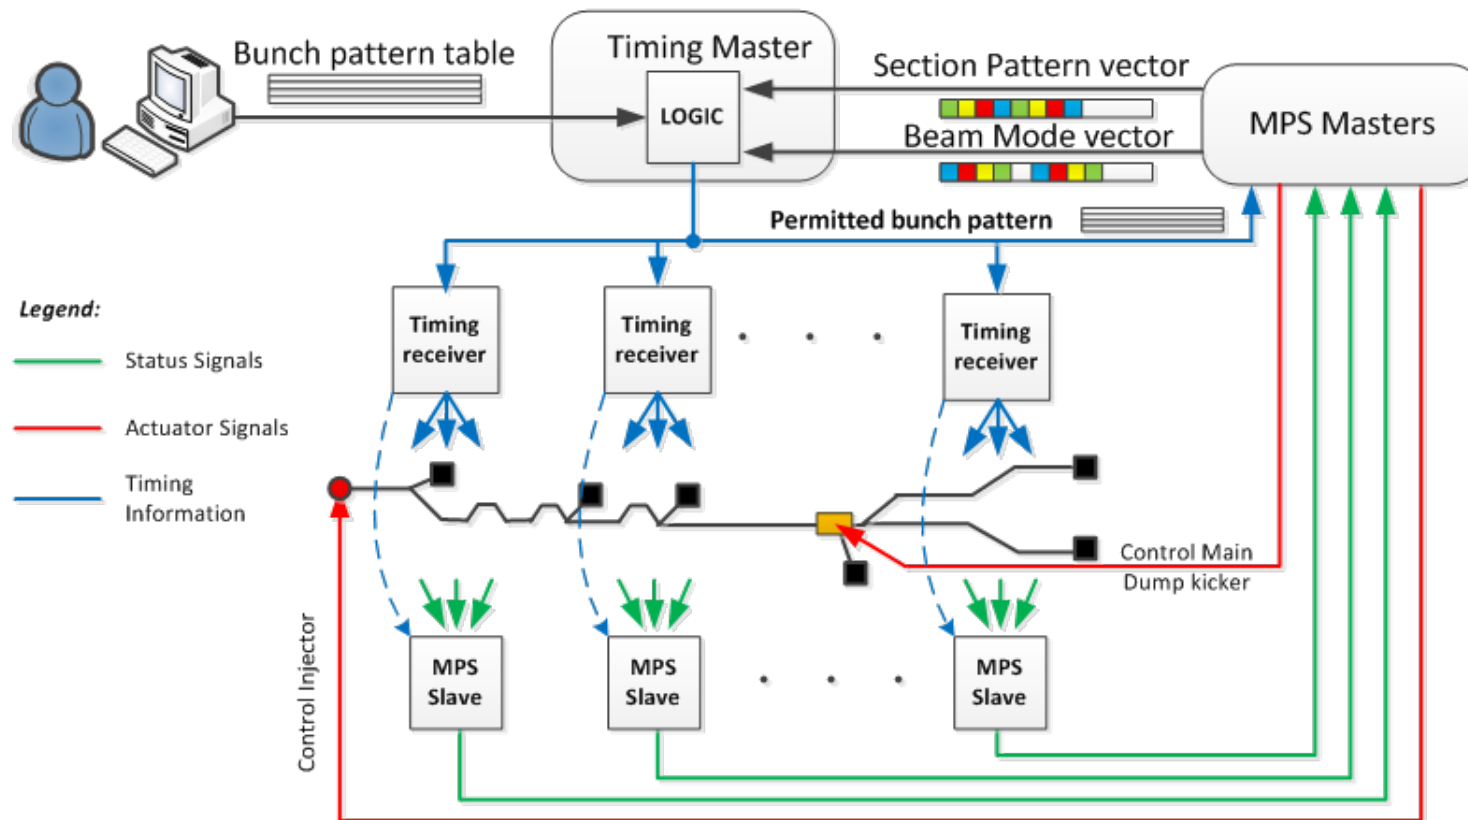 Bunch pattern table
Timing Master
LOGIC
Section Pattern vector
Beam Mode vector
MPS Masters
Permitted bunch pattern
Legend:
Status Signals
Actuator Signals
Timing
Information
Timing
receiver
Timing
receiver
Timing
receiver
Control Main
Dump kicker
Control Injector
MPS
Slave
MPS
Slave
MPS
Slave